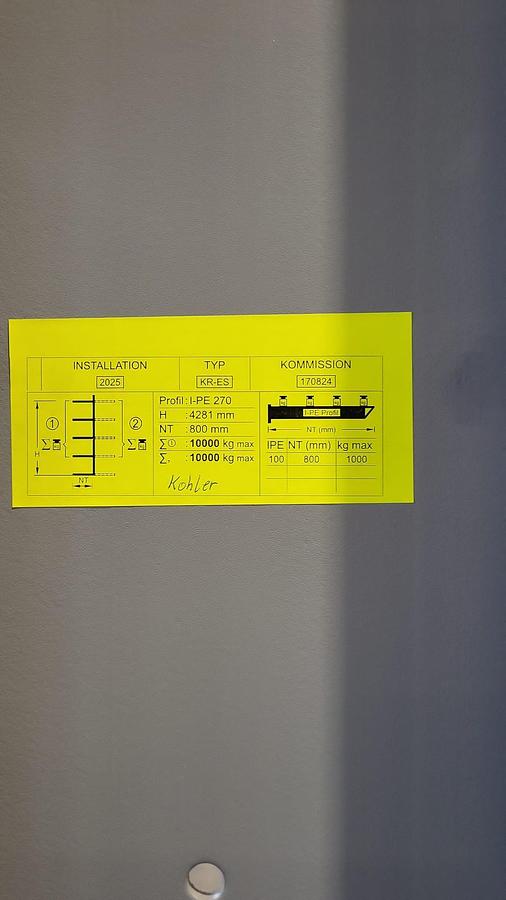 INSTALLATION TYP KOMMISSION
2025 KR-ES 170824
Profil : I-PE 270
H : 4281 mm
NT : 800 mm
∑① : 10000 kg max
: 10000 kg max
Kohler
① ②
∑ ∑
H
NT
I-PE Profil
NT (mm)
IPE NT (mm) kg max
100 800 1000